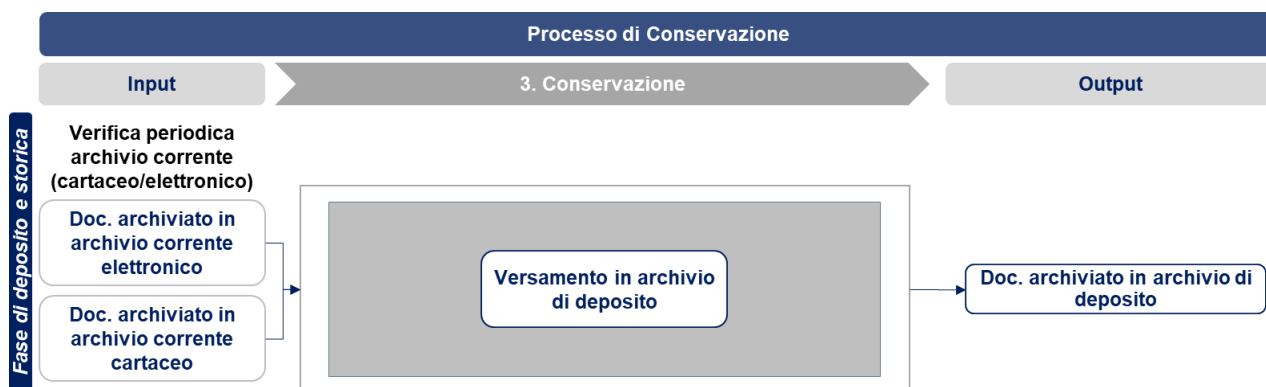 Processo di Conservazione
Input
3. Conservazione
Output
Fase di deposito e storica
Verifica periodica
archivio corrente
(cartaceo/elettronico)
Doc. archiviato in
archivio corrente
elettronico
Doc. archiviato in
archivio corrente
cartaceo
Versamento in archivio
di deposito
Doc. archiviato in archivio di
deposito